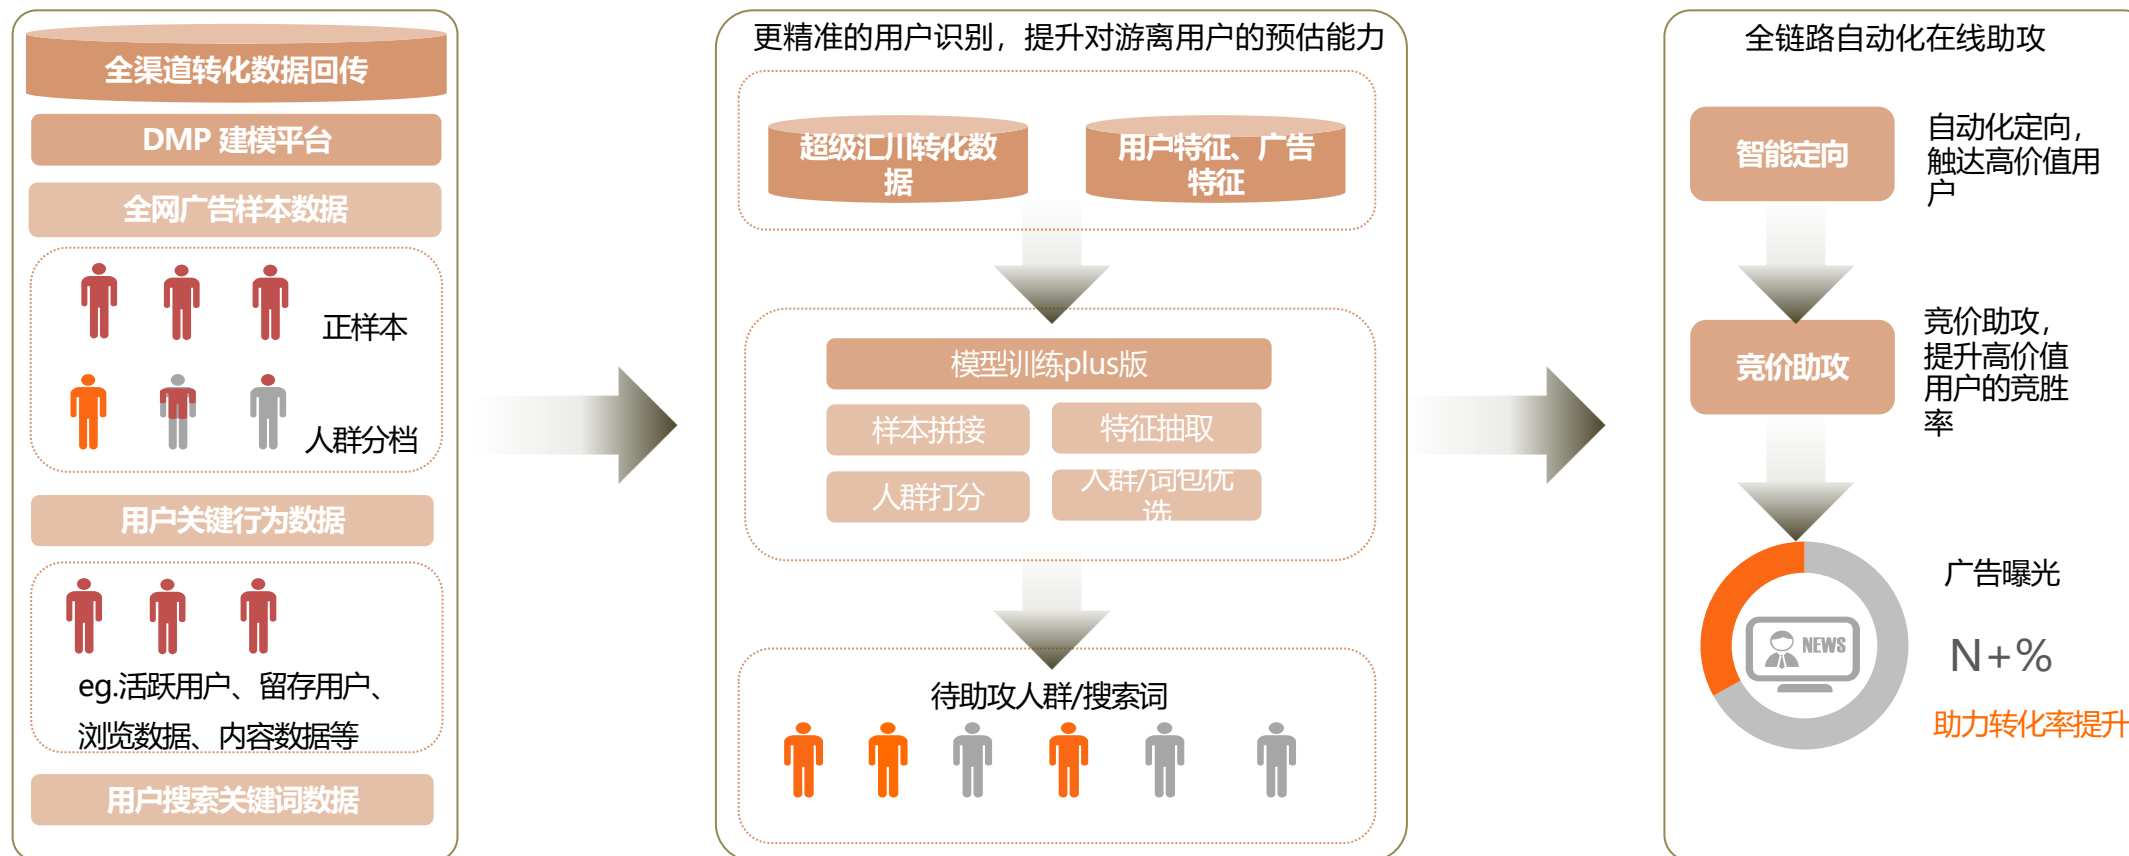 全渠道转化数据回传
DMP 建模平台
全网广告样本数据
正样本
人群分档
用户关键行为数据
eg.活跃用户、留存用户、
浏览数据、内容数据等
用户搜索关键词数据
更精准的用户识别，提升对游离用户的预估能力
超级汇川转化数
据
用户特征、广告
特征
模型训练plus版
样本拼接
特征抽取
人群打分
人群/词包优
选
待助攻人群/搜索词
全链路自动化在线助攻
智能定向
自动化定向，
触达高价值用
户
竞价助攻
竞价助攻，
提升高价值
用户的竞胜
率
NEWS
广告曝光
N+%
助力转化率提升